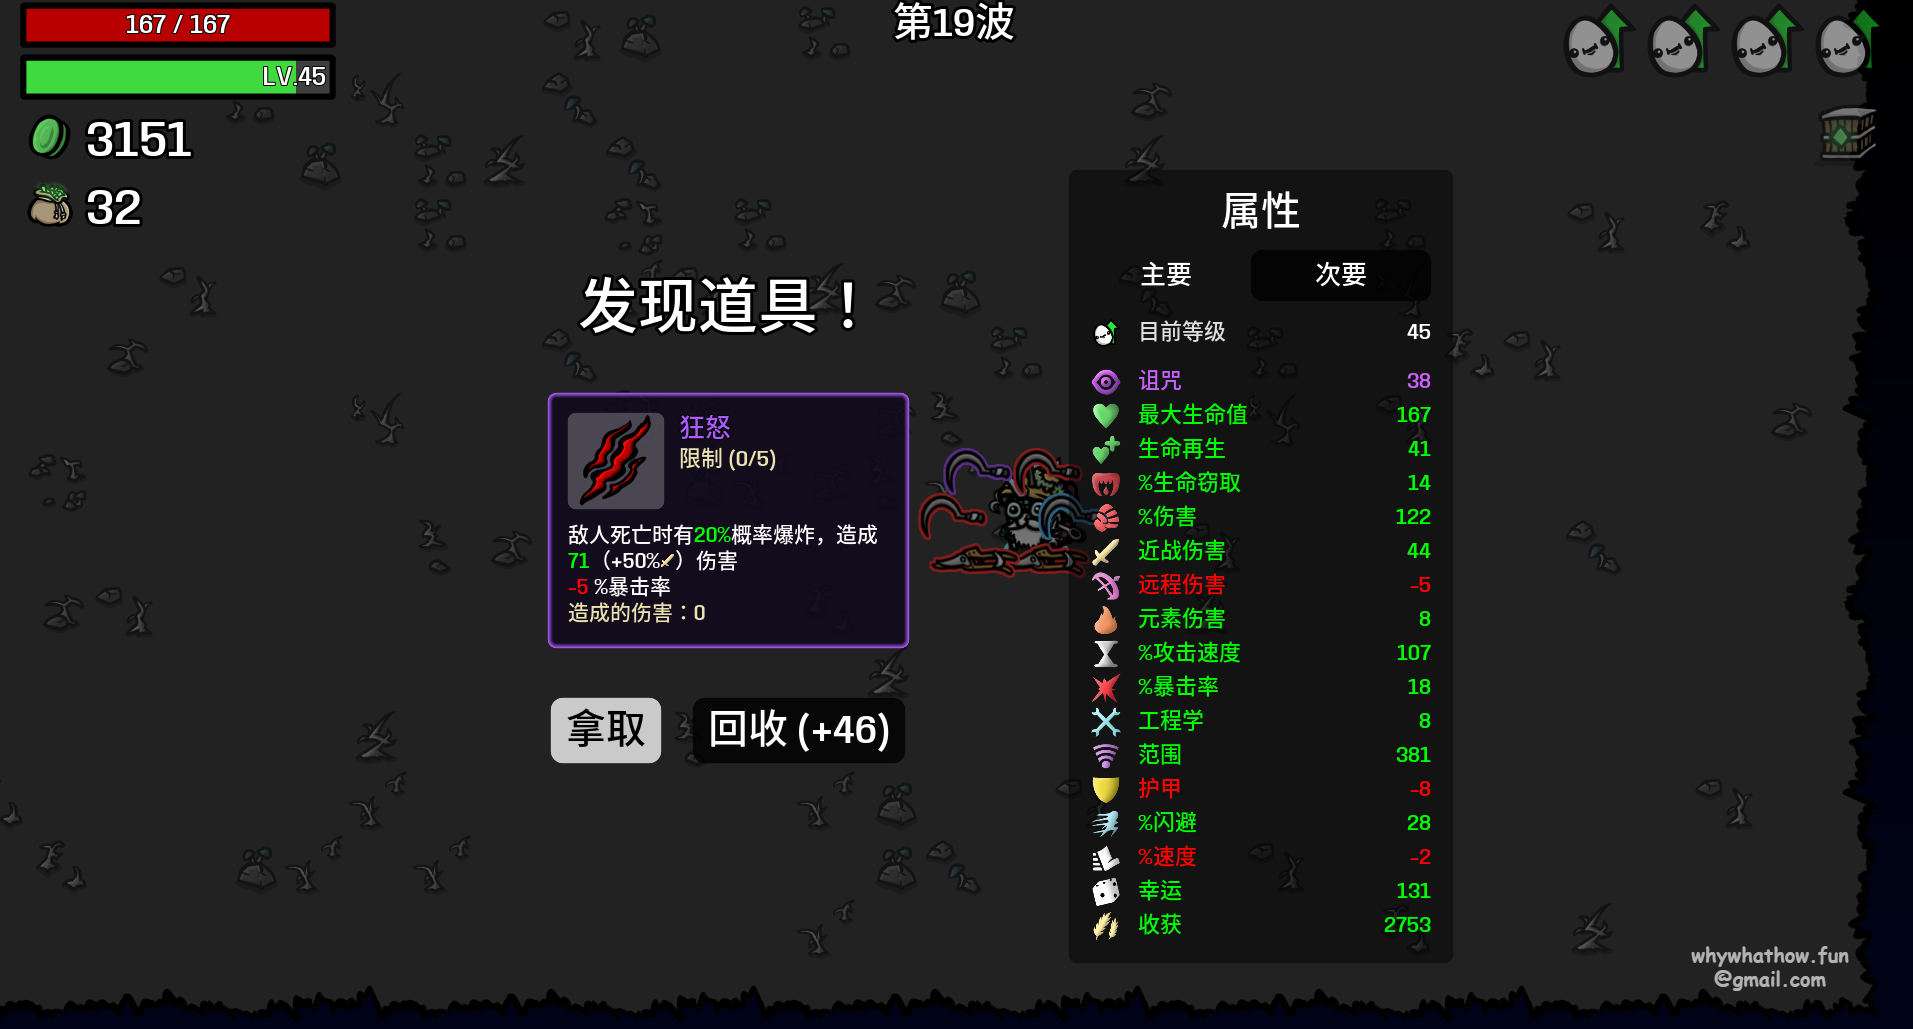 167 / 167
LV.45
3151
32
第19波
发现道具！
狂怒
限制 (0/5)
敌人死亡时有20%概率爆炸，造成
71（+50%）伤害
-5 %暴击率
造成的伤害：0
拿取
回收 (+46)
属性
主要 次要
目前等级 45
诅咒 38
最大生命值 167
生命再生 41
%生命窃取 14
%伤害 122
近战伤害 44
远程伤害 -5
元素伤害 8
%攻击速度 107
%暴击率 18
工程学 8
范围 381
护甲 -8
%闪避 28
%速度 -2
幸运 131
收获 2753
whywhathow.fun
@gmail.com